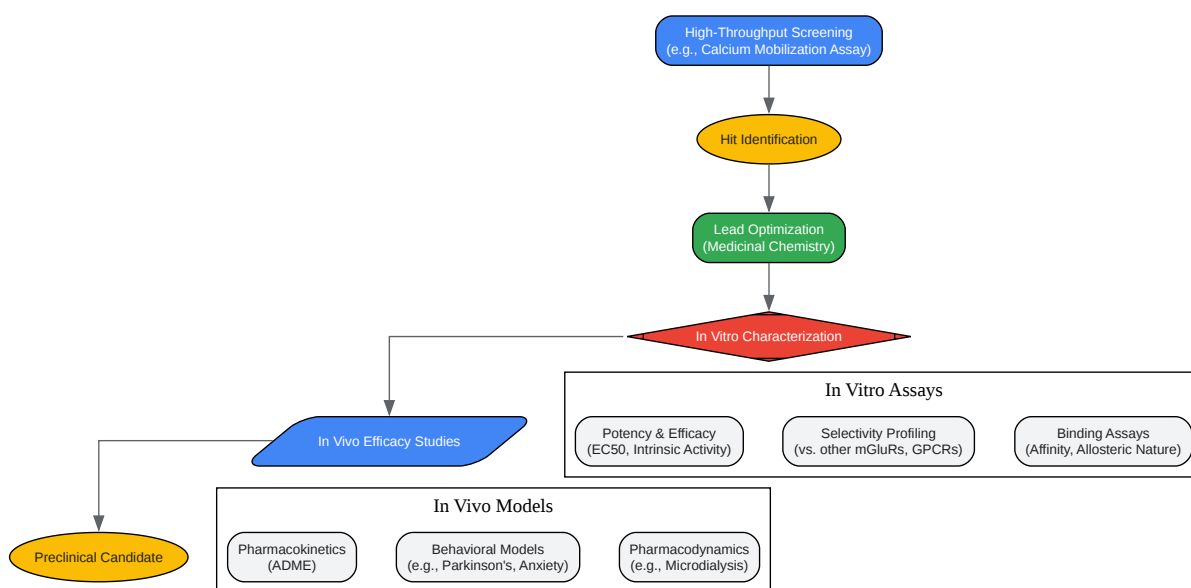 High-Throughput Screening
(e.g., Calcium Mobilization Assay)
Hit Identification
Lead Optimization
(Medicinal Chemistry)
In Vitro Characterization
In Vitro Assays
Potency & Efficacy
(EC50, Intrinsic Activity)
Selectivity Profiling
(vs. other mGluRs, GPCRs)
Binding Assays
(Affinity, Allosteric Nature)
In Vivo Efficacy Studies
In Vivo Models
Pharmacokinetics
(ADME)
Behavioral Models
(e.g., Parkinson's, Anxiety)
Pharmacodynamics
(e.g., Microdialysis)
Preclinical Candidate